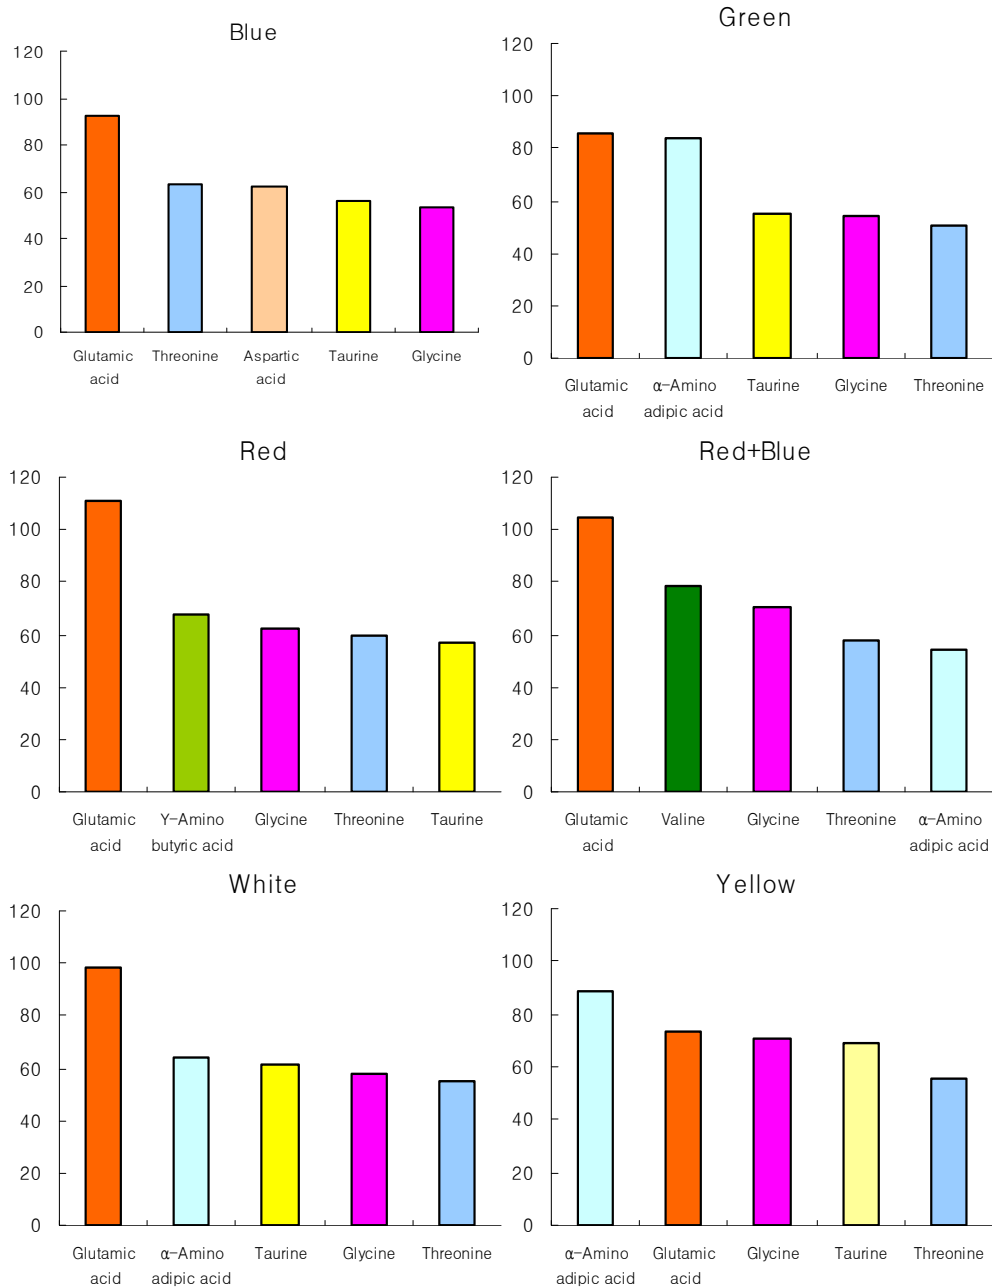 Blue
120
100
80
60
40
20
0
Glutamic acid
Threonine
Aspartic acid
Taurine
Glycine
Green
120
100
80
60
40
20
0
Glutamic acid
α-Amino adipic acid
Taurine
Glycine
Threonine
Red
120
100
80
60
40
20
0
Glutamic acid
Y-Amino butyric acid
Glycine
Threonine
Taurine
Red+Blue
120
100
80
60
40
20
0
Glutamic acid
Valine
Glycine
Threonine
α-Amino adipic acid
White
120
100
80
60
40
20
0
Glutamic acid
α-Amino adipic acid
Taurine
Glycine
Threonine
Yellow
120
100
80
60
40
20
0
α-Amino adipic acid
Glutamic acid
Glycine
Taurine
Threonine